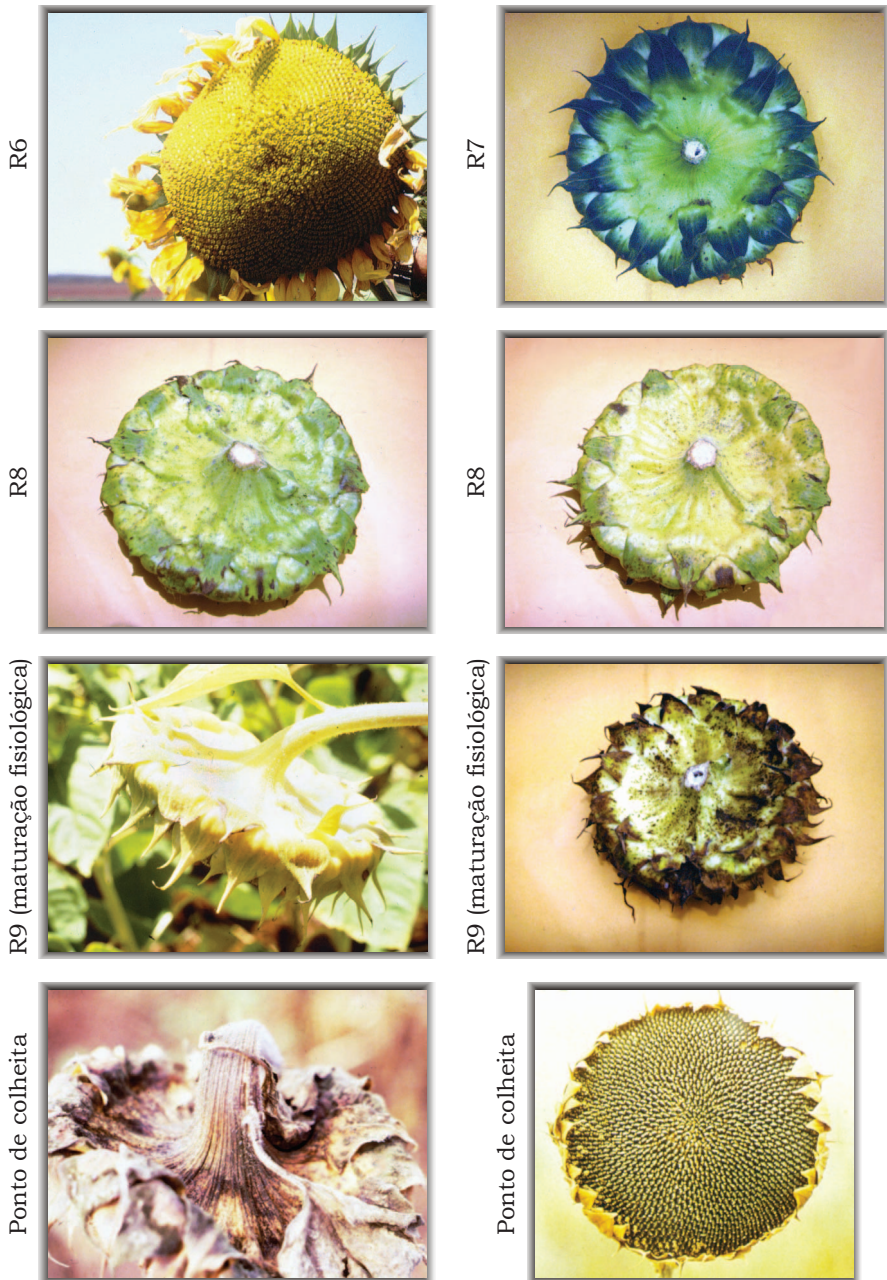 R6
R7
R8
R8
R9 (maturação fisiológica)
R9 (maturação fisiológica)
Ponto de colheita
Ponto de colheita